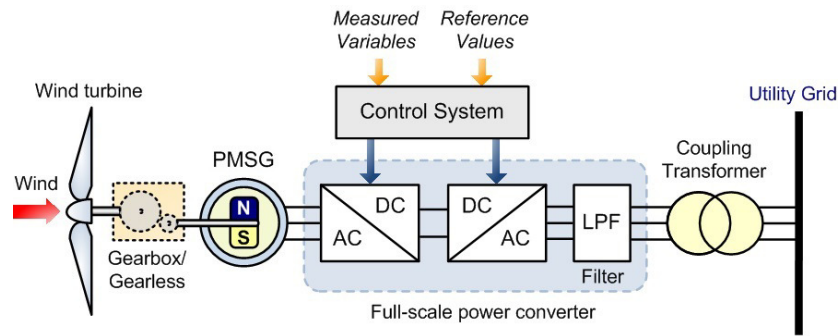 Measured
Variables
Reference
Values
Wind turbine
Control System
Utility Grid
PMSG
Coupling
Transformer
Wind
N
S
DC
AC
DC
AC
LPF
Gearbox/
Gearless
Filter
Full-scale power converter